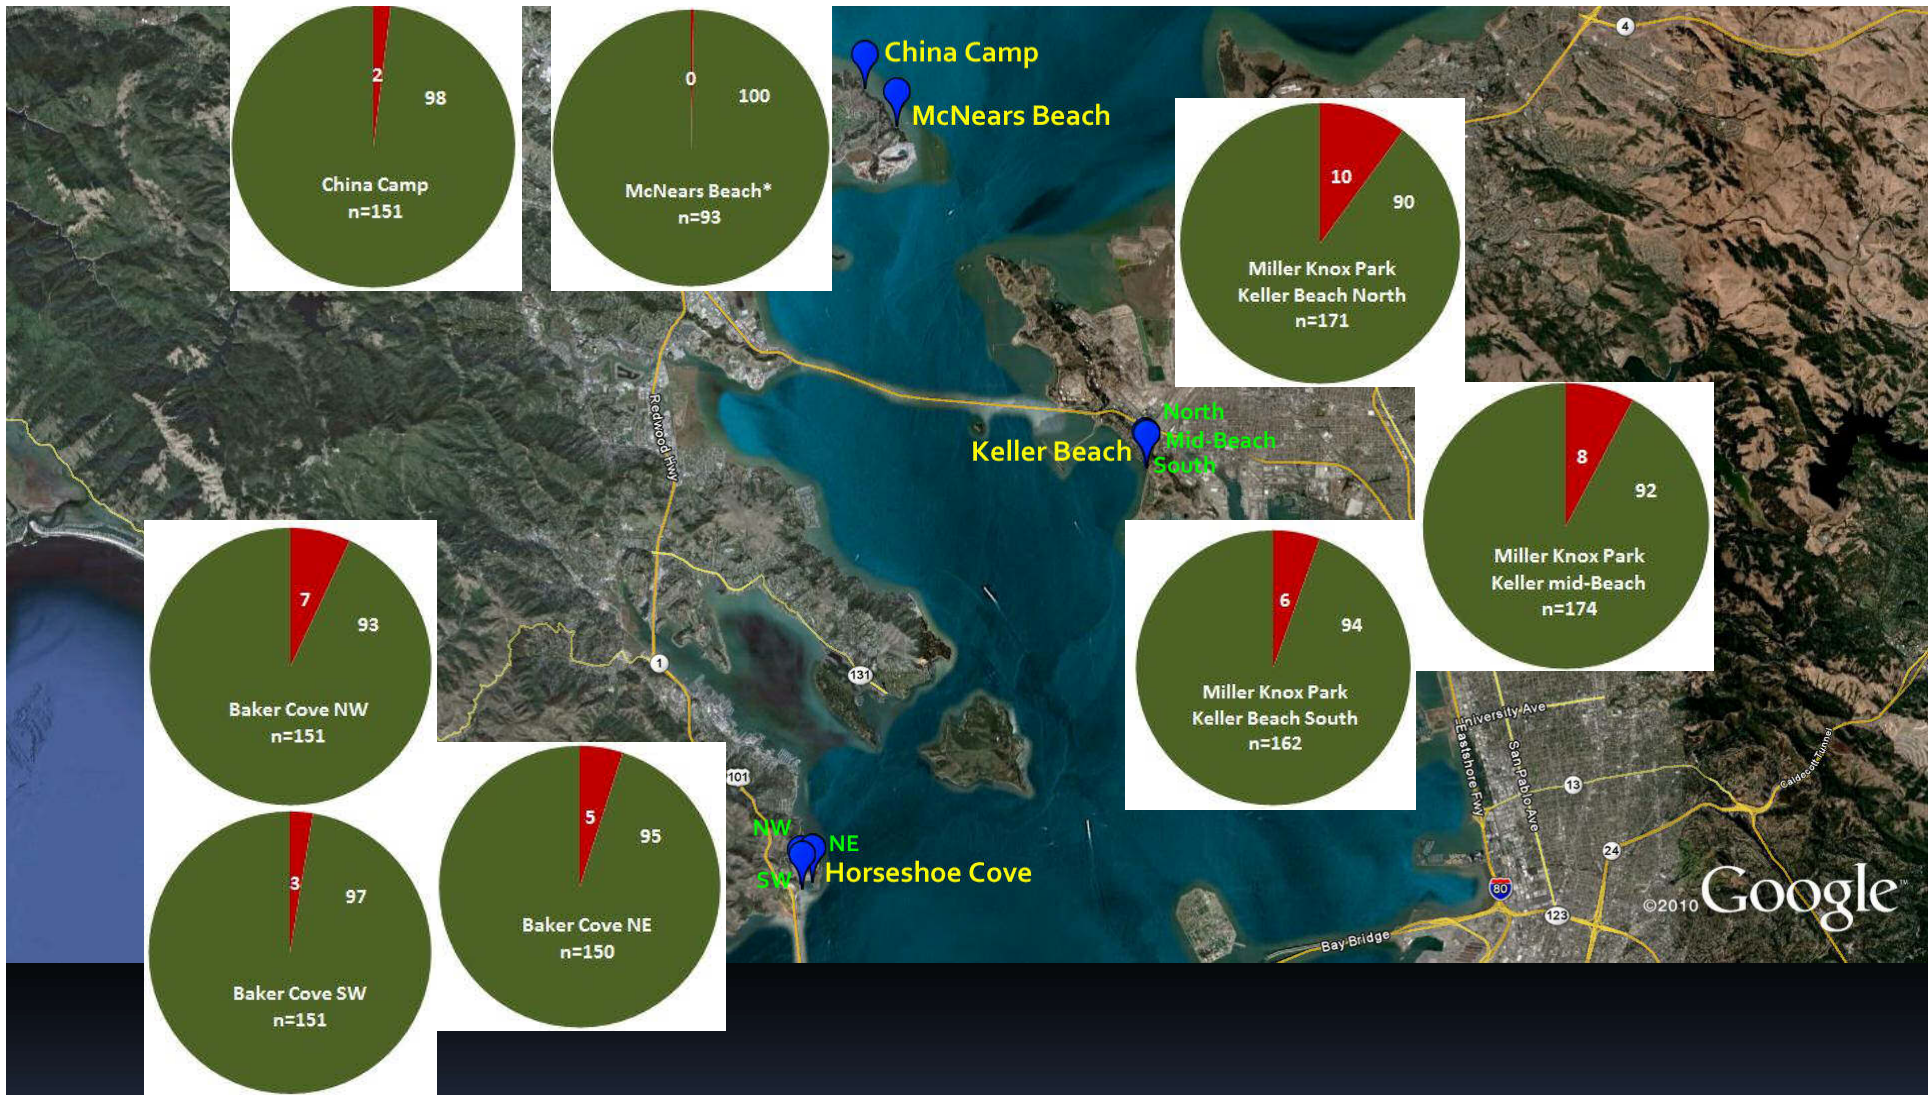 2
98
China Camp
n=151
0
100
McNears Beach*
n=93
China Camp
McNears Beach
4
10
90
Miller Knox Park
Keller Beach North
n=171
Redwood Hwy
Keller Beach
North
Mid-Beach
South
8
92
Miller Knox Park
Keller mid-Beach
n=174
7
93
Baker Cove NW
n=151
6
94
Miller Knox Park
Keller Beach South
n=162
1
131
101
5
95
Baker Cove NE
n=150
3
97
Baker Cove SW
n=151
NW
NE
SW
Horseshoe Cove
University Ave
Eastshore Fwy
San Pablo Ave
Caldecott Tunnel
13
24
80
123
Bay Bridge
©2010 Google™